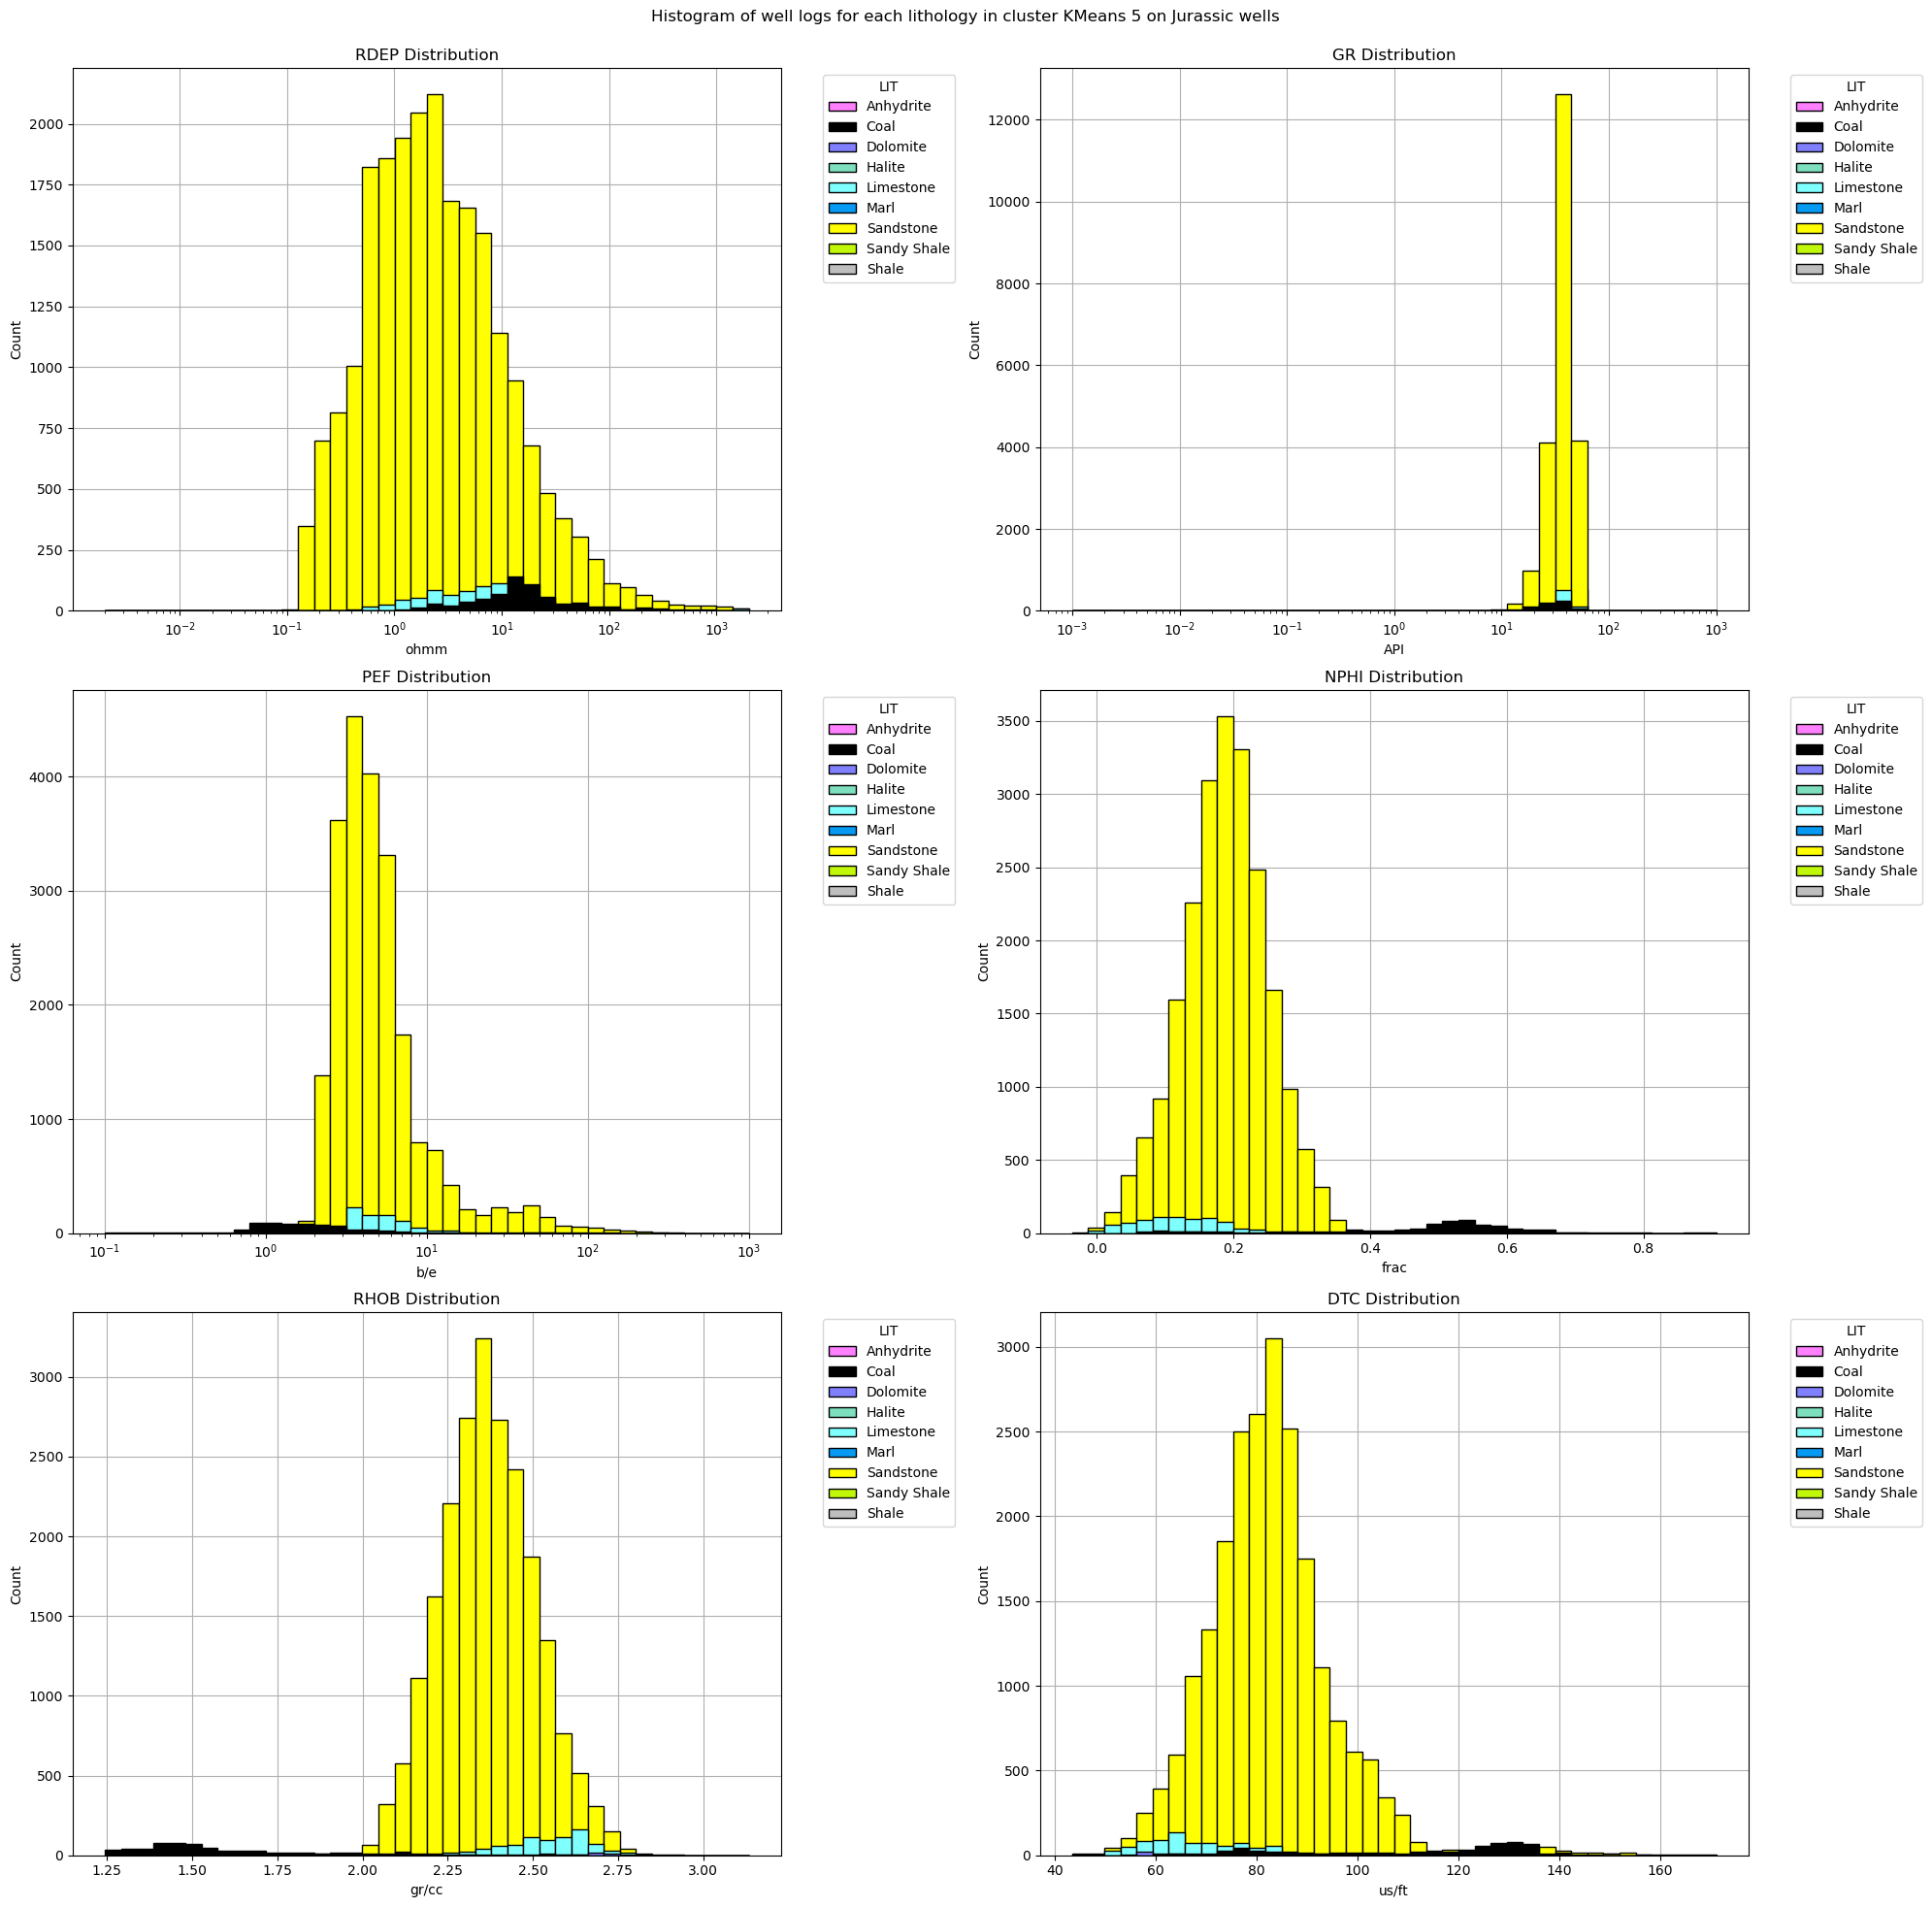 Histogram of well logs for each lithology in cluster KMeans 5 on Jurassic wells
RDEP Distribution
Count
2000
1750
1500
1250
1000
750
500
250
0
10⁻² 10⁻¹ 10⁰ 10¹ 10² 10³
ohmm
LIT
Anhydrite
Coal
Dolomite
Halite
Limestone
Marl
Sandstone
Sandy Shale
Shale
GR Distribution
Count
12000
10000
8000
6000
4000
2000
0
10⁻³ 10⁻² 10⁻¹ 10⁰ 10¹ 10² 10³
API
LIT
Anhydrite
Coal
Dolomite
Halite
Limestone
Marl
Sandstone
Sandy Shale
Shale
PEF Distribution
Count
4000
3000
2000
1000
0
10⁻¹ 10⁰ 10¹ 10² 10³
b/e
LIT
Anhydrite
Coal
Dolomite
Halite
Limestone
Marl
Sandstone
Sandy Shale
Shale
NPHI Distribution
Count
3500
3000
2500
2000
1500
1000
500
0
0.0 0.2 0.4 0.6 0.8
frac
LIT
Anhydrite
Coal
Dolomite
Halite
Limestone
Marl
Sandstone
Sandy Shale
Shale
RHOB Distribution
Count
3000
2500
2000
1500
1000
500
0
1.25 1.50 1.75 2.00 2.25 2.50 2.75 3.00
gr/cc
LIT
Anhydrite
Coal
Dolomite
Halite
Limestone
Marl
Sandstone
Sandy Shale
Shale
DTC Distribution
Count
3000
2500
2000
1500
1000
500
0
40 60 80 100 120 140 160
us/ft
LIT
Anhydrite
Coal
Dolomite
Halite
Limestone
Marl
Sandstone
Sandy Shale
Shale